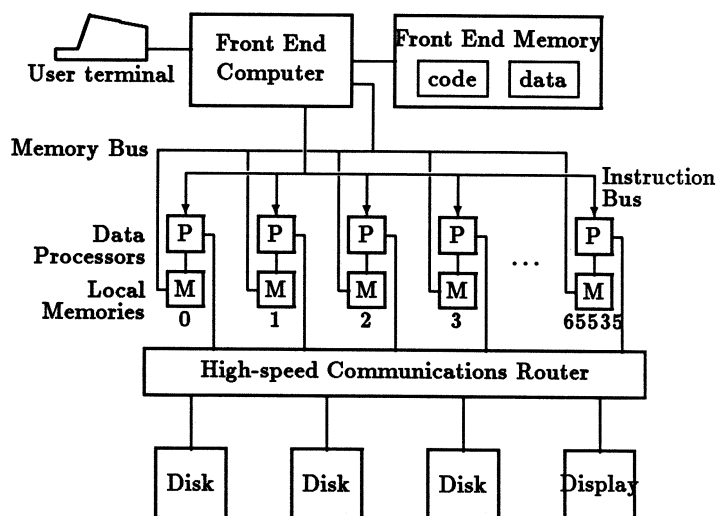 User terminal
Front End
Computer
Front End Memory
code
data
Memory Bus
Instruction
Bus
Data
Processors
P
P
P
P
P
...
Local
Memories
M
M
M
M
M
0
1
2
3
65535
High-speed Communications Router
Disk
Disk
Disk
Display